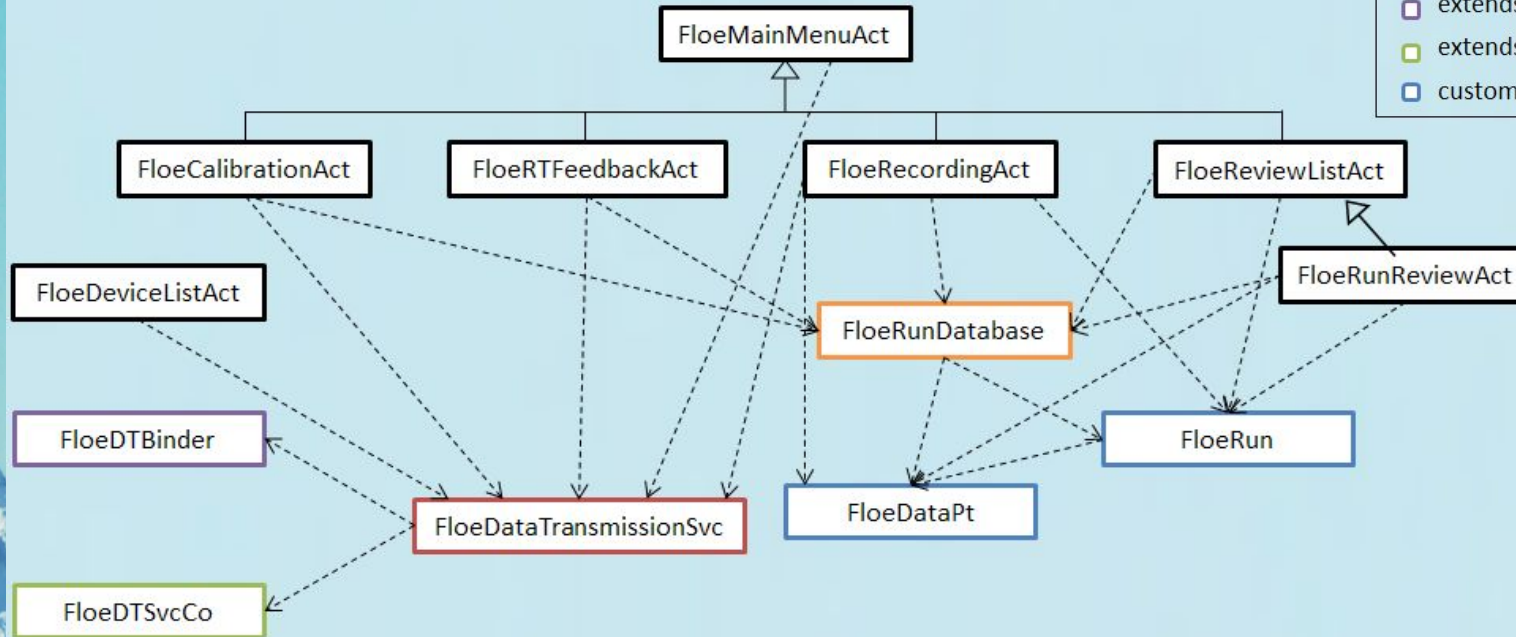 extends
extends
custom
FloeMainMenuAct
FloeCalibrationAct
FloeRTFeedbackAct
FloeRecordingAct
FloeReviewListAct
FloeDeviceListAct
FloeRunReviewAct
FloeRunDatabase
FloeDTBinder
FloeRun
FloeDataTransmissionSvc
FloeDataPt
FloeDTSvcCo